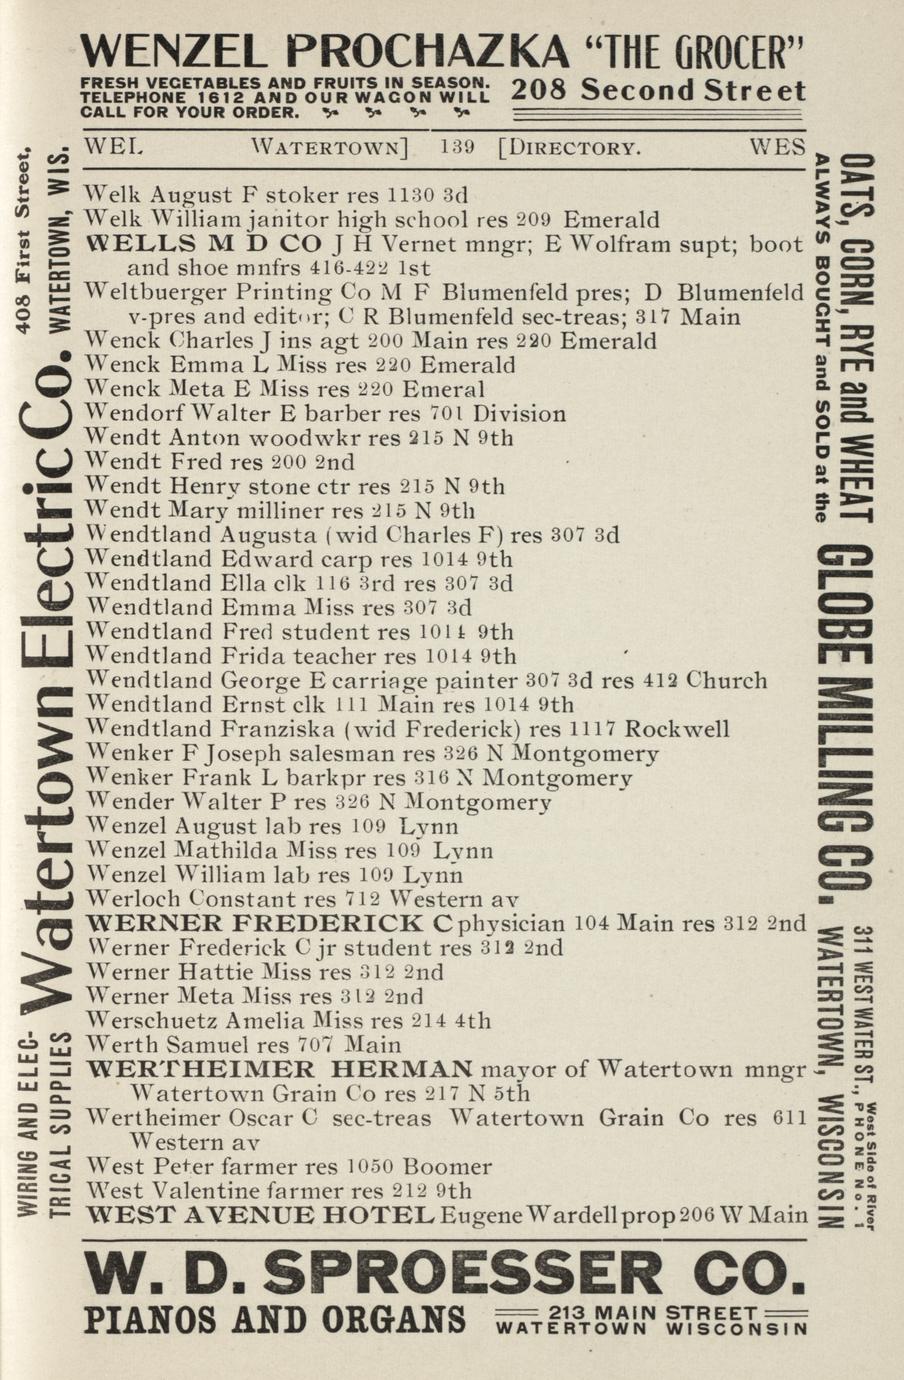 WENZEL PROCHAZKA “THE GROCER”
FRESH VEGETABLES AND FRUITS IN SEASON.
TELEPHONE 1612 AND OUR WAGON WILL
CALL FOR YOUR ORDER.
208 Second Street
WEL WATERTOWN] 139 [DIRECTORY. WES
Welk August F stoker res 1130 3d
Welk William janitor high school res 209 Emerald
WELLS M D CO J H Vernet mngr; E Wolfram supt; boot
and shoe mnfrs 416-422 1st
Weltbuerger Printing Co M F Blumenfeld pres; D Blumenfeld
v-pres and editor; C R Blumenfeld sec-treas; 317 Main
Wenck Charles J ins agt 200 Main res 220 Emerald
Wenck Emma L Miss res 220 Emerald
Wenck Meta E Miss res 220 Emeral
Wendorf Walter E barber res 701 Division
Wendt Anton woodwkr res 215 N 9th
Wendt Fred res 200 2nd
Wendt Henry stone ctr res 215 N 9th
Wendt Mary milliner res 215 N 9th
Wendtland Augusta (wid Charles F) res 307 3d
Wendtland Edward carp res 1014 9th
Wendtland Ella clk 116 3rd res 307 3d
Wendtland Emma Miss res 307 3d
Wendtland Fred student res 1014 9th
Wendtland Frida teacher res 1014 9th
Wendtland George E carriage painter 307 3d res 412 Church
Wendtland Ernst clk 111 Main res 1014 9th
Wendtland Franziska (wid Frederick) res 1117 Rockwell
Wenker F Joseph salesman res 326 N Montgomery
Wenker Frank L barkpr res 316 N Montgomery
Wender Walter P res 326 N Montgomery
Wenzel August lab res 109 Lynn
Wenzel Mathilda Miss res 109 Lynn
Wenzel William lab res 109 Lynn
Werloch Constant res 712 Western av
WERNER FREDERICK C physician 104 Main res 312 2nd
Werner Frederick C jr student res 312 2nd
Werner Hattie Miss res 312 2nd
Werner Meta Miss res 312 2nd
Werschuetz Amelia Miss res 214 4th
Werth Samuel res 707 Main
WERTHEIMER HERMAN mayor of Watertown mngr
Watertown Grain Co res 217 N 5th
Wertheimer Oscar C sec-treas Watertown Grain Co res 611
Western av
West Peter farmer res 1050 Boomer
West Valentine farmer res 212 9th
WEST AVENUE HOTEL Eugene Wardell prop 206 W Main
W. D. SPROESSER CO.
PIANOS AND ORGANS
213 MAIN STREET
WATERTOWN WISCONSIN
WIRING AND ELEC-
TRICAL SUPPLIES
Watertown Electric Co.
408 First Street,
WATERTOWN, WIS.
OATS, CORN, RYE and WHEAT
ALWAYS BOUGHT and SOLD at the
GLOBE MILLING CO.
311 WEST WATER ST.,
West Side of River
PHONE No. 1
WATERTOWN, WISCONSIN